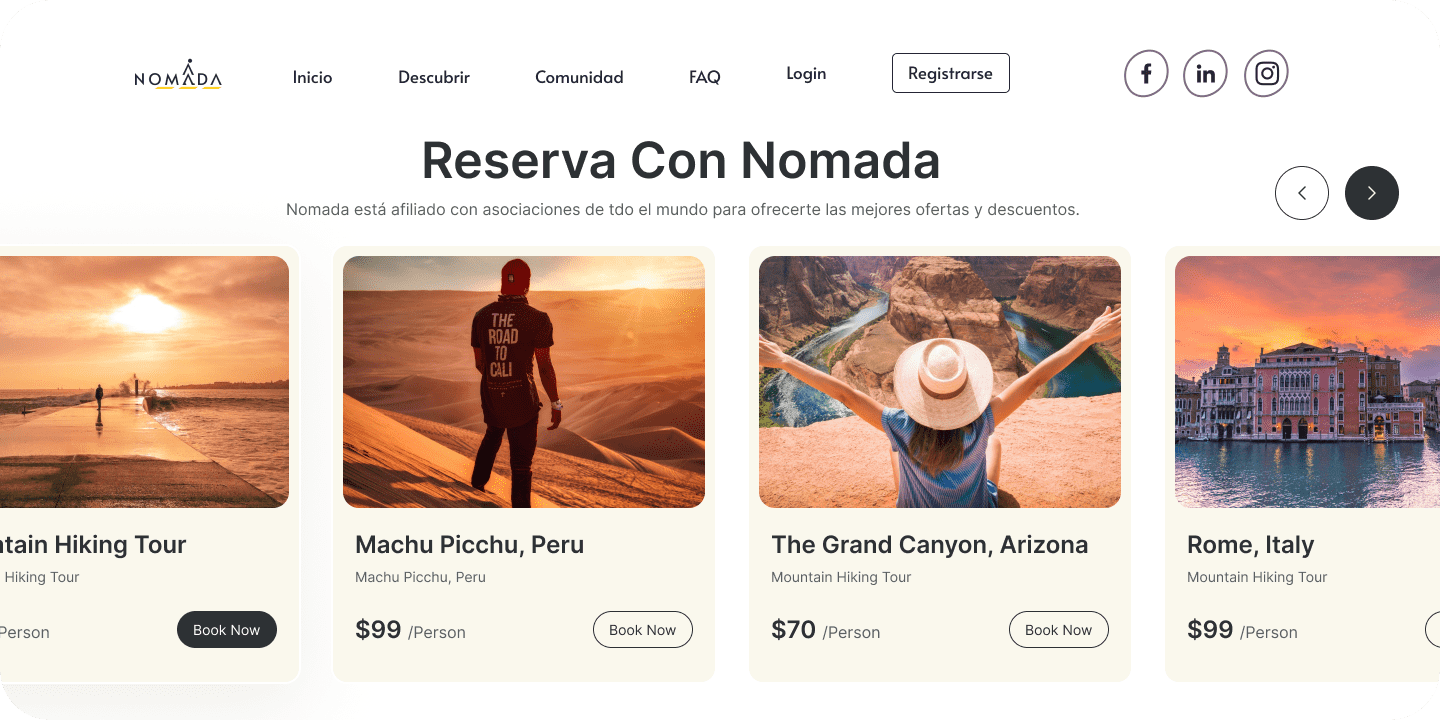 NOMADA
Inicio
Descubrir
Comunidad
FAQ
Login
Registrarse
Reserva Con Nomada
Nomada está afiliado con asociaciones de tdo el mundo para ofrecerte las mejores ofertas y descuentos.
THE
ROAD
TO
CALI
Hiking Tour
Hiking Tour
/Person
Book Now
Machu Picchu, Peru
Machu Picchu, Peru
$99 /Person
Book Now
The Grand Canyon, Arizona
Mountain Hiking Tour
$70 /Person
Book Now
Rome, Italy
Mountain Hiking Tour
$99 /Person